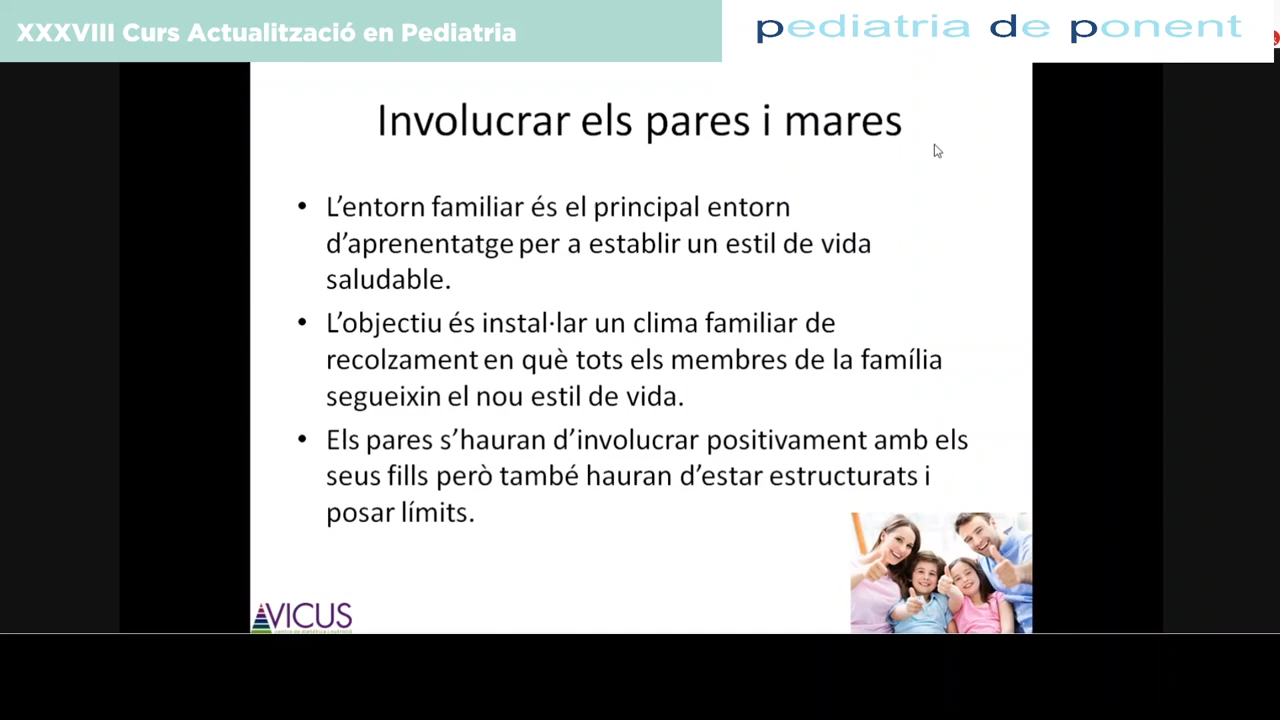 XXXVIII Curs Actualització en Pediatria
pediatria de ponent
Involucrar els pares i mares
• L'entorn familiar és el principal entorn
d'aprenentatge per a establir un estil de vida
saludable.
• L'objectiu és instal·lar un clima familiar de
recolzament en què tots els membres de la família
segueixin el nou estil de vida.
• Els pares s'hauran d'involucrar positivament amb els
seus fills però també hauran d'estar estructurats i
posar límits.
VICUS